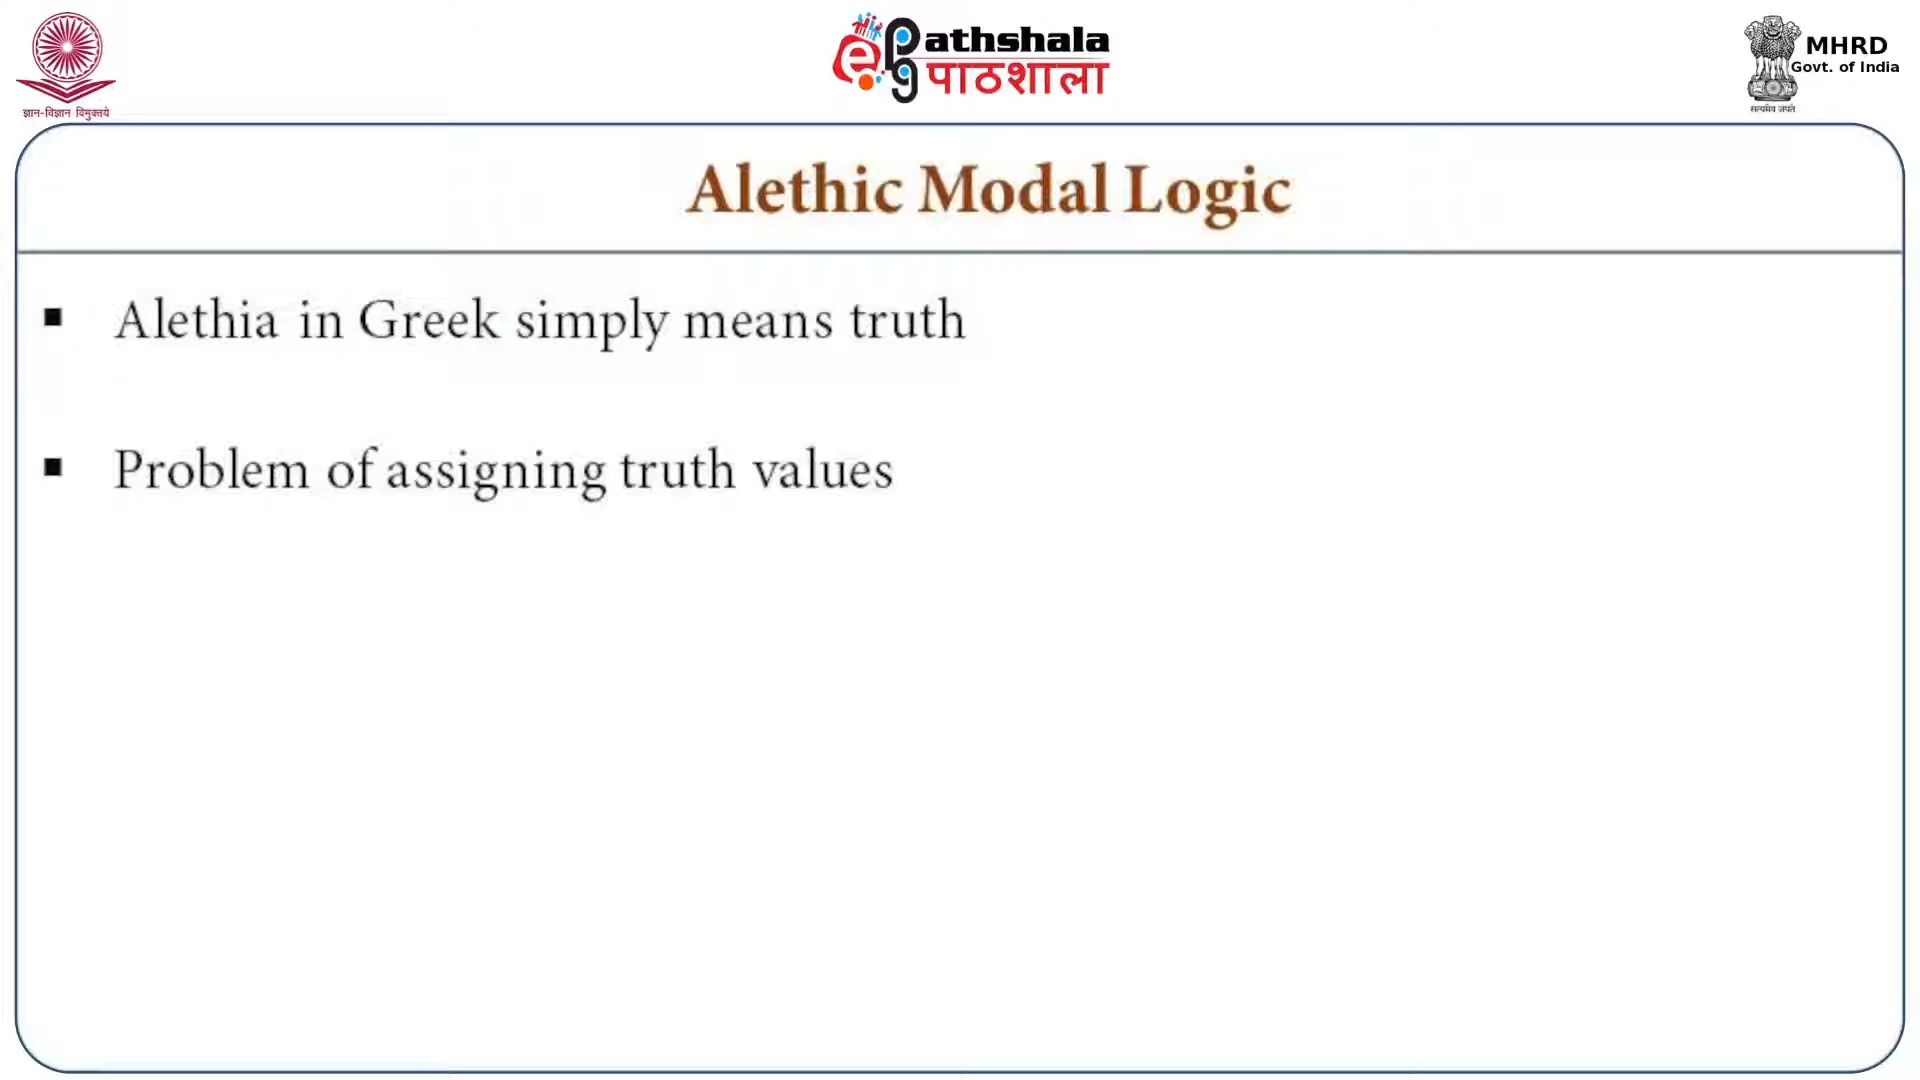 ज्ञान-विज्ञान विमुक्तये
ePathshala
पाठशाला
सत्यमेव जयते
MHRD
Govt. of India
Alethic Modal Logic
▪ Alethia in Greek simply means truth
▪ Problem of assigning truth values